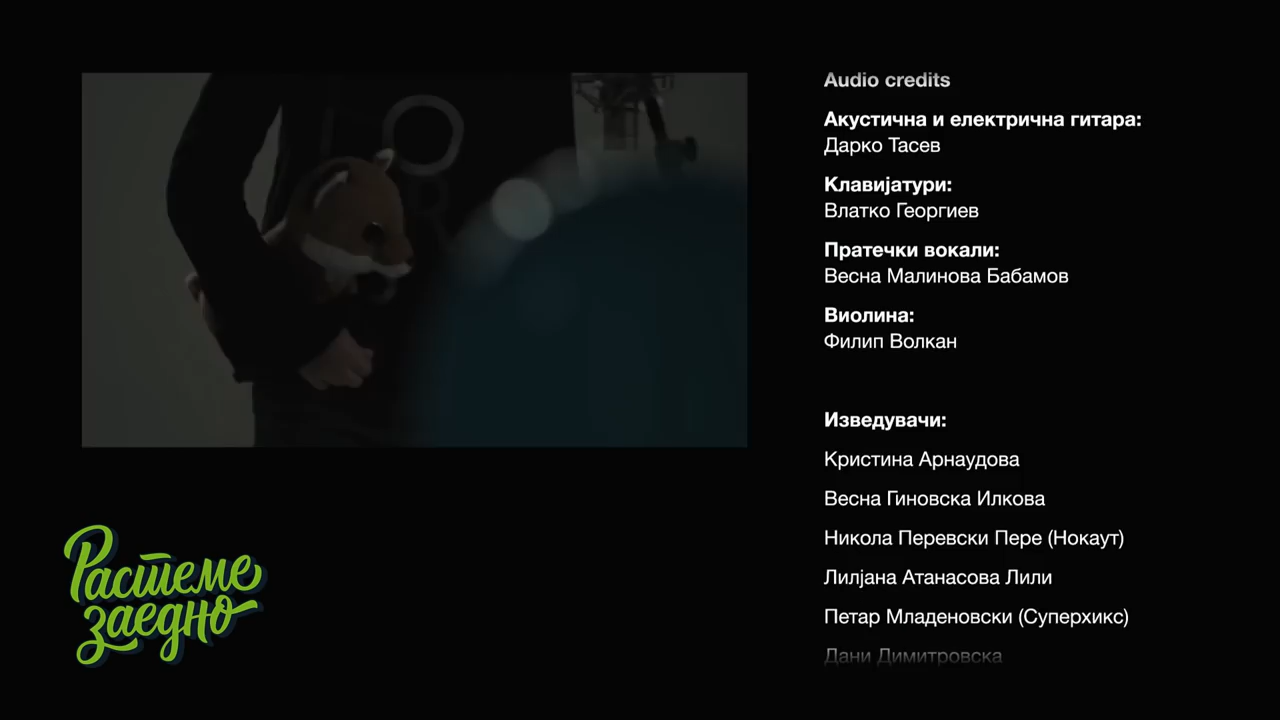 Audio credits
Акустична и електрична гитара:
Дарко Тасев
Клавијатури:
Влатко Георгиев
Пратечки вокали:
Весна Малинова Бабамов
Виолина:
Филип Волкан
Изведувачи:
Кристина Арнаудова
Весна Гиновска Илкова
Никола Перевски Пере (Нокаут)
Лилјана Атанасова Лили
Петар Младеновски (Суперхикс)
Дани Димитровска
Растеме
заедно